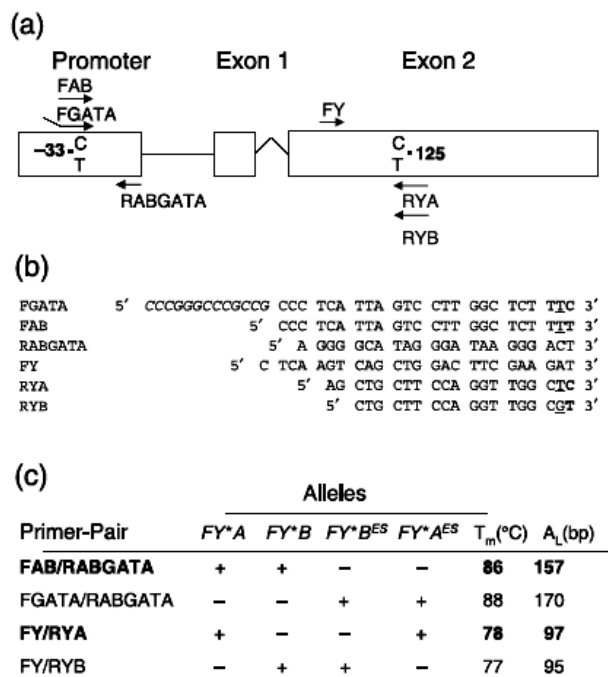 (a)
Promoter Exon 1 Exon 2
FAB
FGATA FY
–33 C T C T 125
RABGATA RYA
RYB
(b)
FGATA 5′ CCCGGGCCCGCCG CCC TCA TTA GTC CTT GGC TCT TTC 3′
FAB 5′ CCC TCA TTA GTC CTT GGC TCT TTT 3′
RABGATA 5′ A GGG GCA TAG GGA TAA GGG ACT 3′
FY 5′ C TCA AGT CAG CTG GAC TTC GAA GAT 3′
RYA 5′ AG CTG CTT CCA GGT TGG CTC 3′
RYB 5′ CTG CTT CCA GGT TGG CGT 3′
(c)
Alleles
Primer-Pair FY*A FY*B FY*B^ES FY*A^ES Tm(°C) AL(bp)
FAB/RABGATA + + – – 86 157
FGATA/RABGATA – – + + 88 170
FY/RYA + – – + 78 97
FY/RYB – + + – 77 95